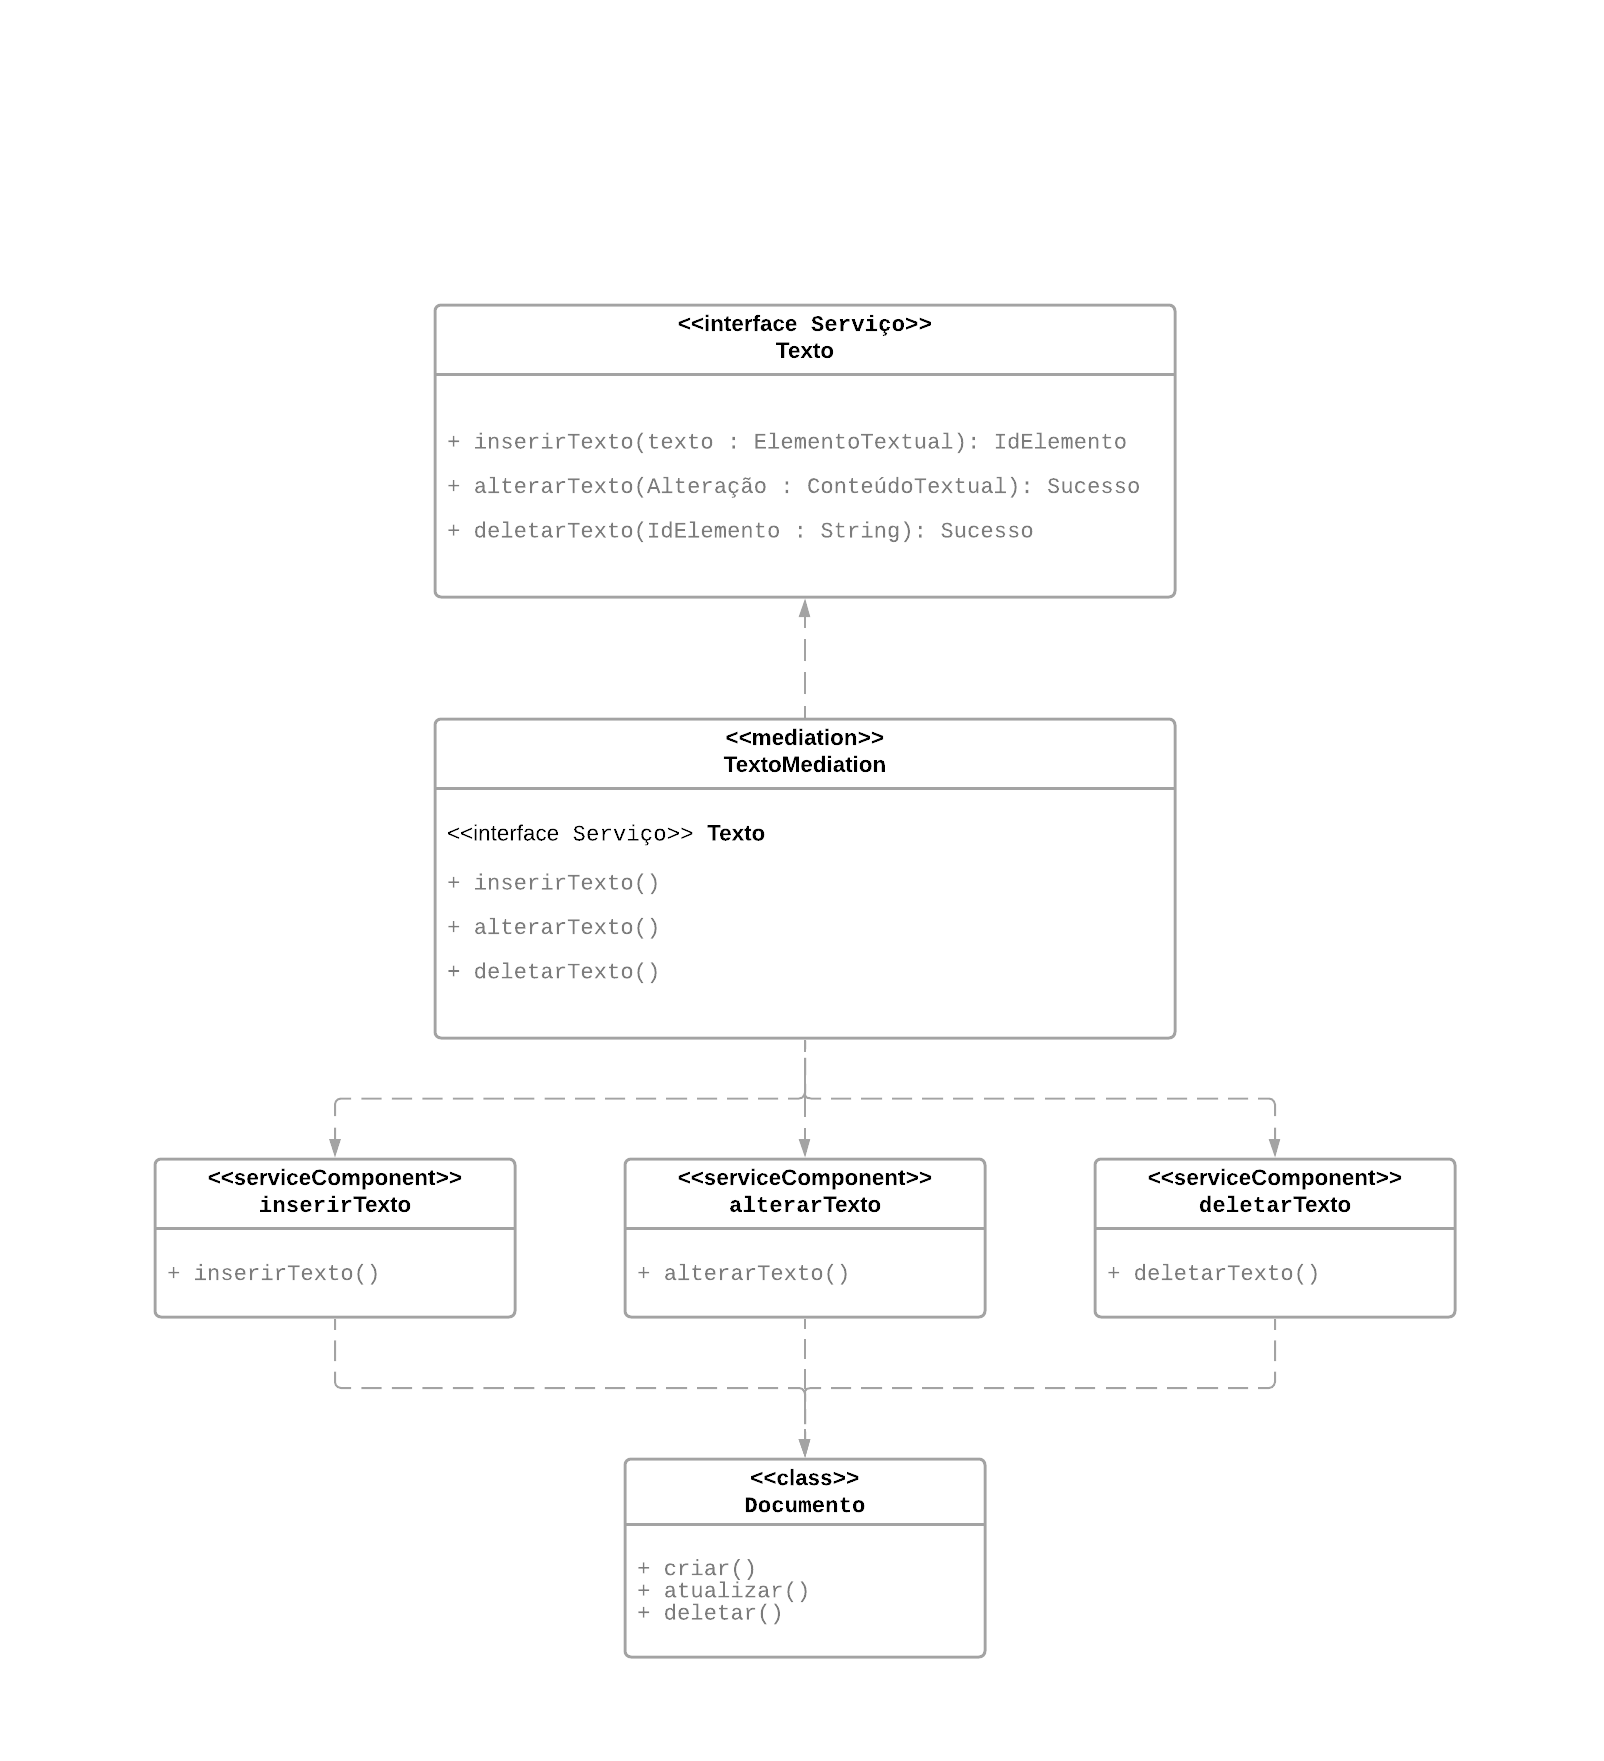 <<interface Serviço>>
Texto
+ inserirTexto(texto : ElementoTextual): IdElemento
+ alterarTexto(Alteração : ConteúdoTextual): Sucesso
+ deletarTexto(IdElemento : String): Sucesso
<<mediation>>
TextoMediation
<<interface Serviço>> Texto
+ inserirTexto()
+ alterarTexto()
+ deletarTexto()
<<serviceComponent>>
inserirTexto
+ inserirTexto()
<<serviceComponent>>
alterarTexto
+ alterarTexto()
<<serviceComponent>>
deletarTexto
+ deletarTexto()
<<class>>
Documento
+ criar()
+ atualizar()
+ deletar()